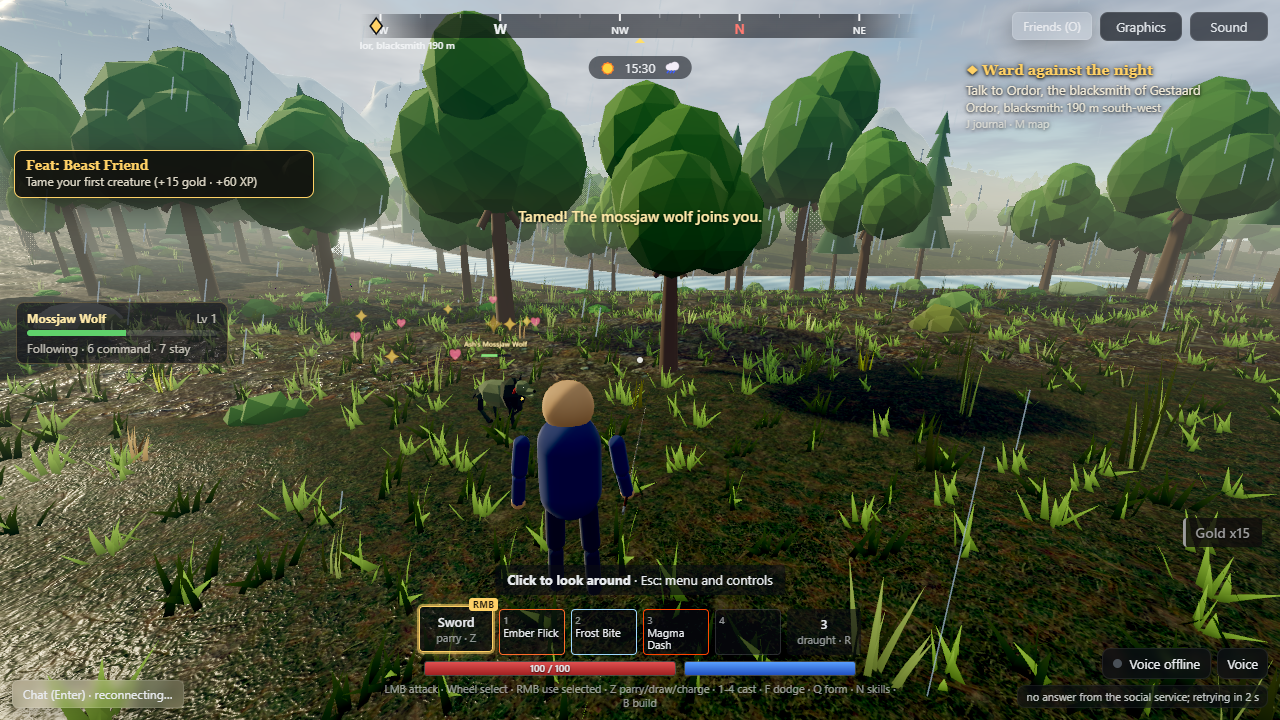 W
W
NW
N
NE
lor, blacksmith 190 m
15:30
Friends (O)
Graphics
Sound
Ward against the night
Talk to Ordor, the blacksmith of Gestaard
Ordor, blacksmith: 190 m south-west
J journal · M map
Feat: Beast Friend
Tame your first creature (+15 gold · +60 XP)
Tamed! The mossjaw wolf joins you.
Mossjaw Wolf
Lv 1
Following · 6 command · 7 stay
Ash's Mossjaw Wolf
Gold x15
Click to look around · Esc: menu and controls
RMB
Sword
parry · Z
1
Ember Flick
2
Frost Bite
3
Magma
Dash
4
3
draught · R
100 / 100
LMB attack · Wheel select · RMB use selected · Z parry/draw/charge · 1-4 cast · F dodge · Q form · N skills ·
B build
Chat (Enter) · reconnecting...
Voice offline
Voice
no answer from the social service; retrying in 2 s